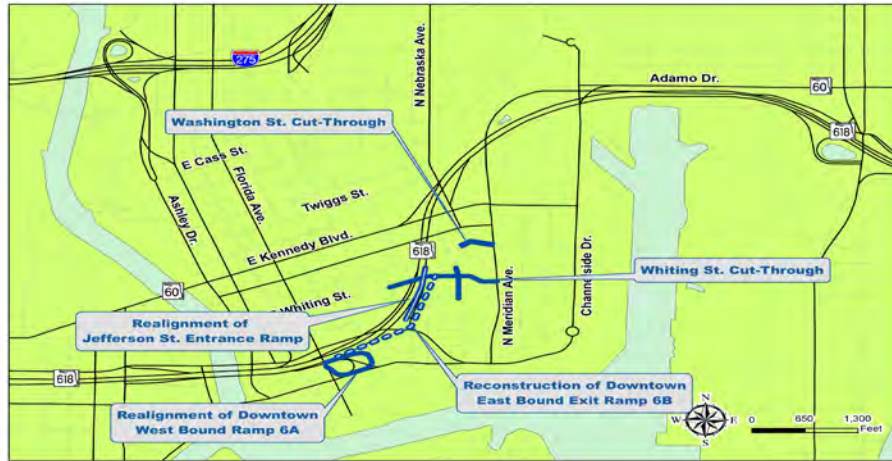 275
N Nebraska Ave.
Adamo Dr.
60
618
Washington St. Cut-Through
E Cass St.
Florida Ave.
Twiggs St.
Ashley Dr.
E Kennedy Blvd.
618
Whiting St. Cut-Through
60
Whiting St.
N Meridian Ave.
Channelside Dr.
Realignment of
Jefferson St. Entrance Ramp
618
Reconstruction of Downtown
East Bound Exit Ramp 6B
Realignment of Downtown
West Bound Ramp 6A
N
W
E
S
0 650 1,300
Feet